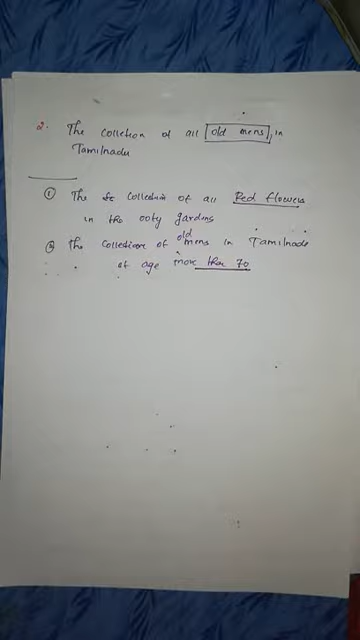 2. The Colletion of all old mens, in
Tamilnadu
① The Collection of all Red flowers
in the ooty gardens
② The Collection of old mens in Tamilnadu
of age more than 70